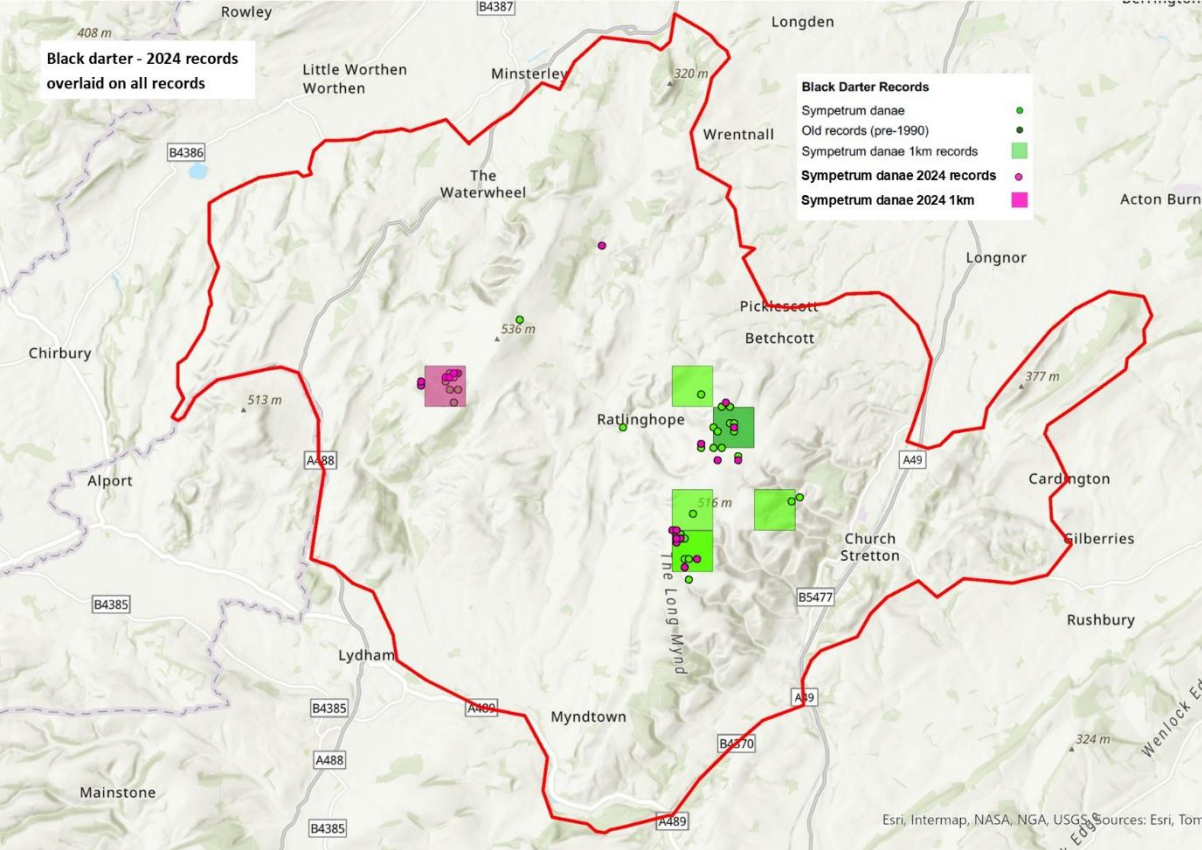 Rowley
B4387
Longden
408 m
Black darter - 2024 records
overlaid on all records
Little Worthen
Worthen
Minsterley
320 m
Black Darter Records
Sympetrum danae
Old records (pre-1990)
Sympetrum danae 1km records
Sympetrum danae 2024 records
Sympetrum danae 2024 1km
Wrentnall
B4386
The
Waterwheel
Acton Burn
Longnor
Picklescott
Betchcott
536 m
Chirbury
377 m
513 m
Ratlinghope
A488
A49
Alport
Cardington
516 m
Church
Stretton
Gilberries
The Long Mynd
B4385
B5477
Rushbury
Lydham
A49
B4385
A489
Myndtown
Wenlock Ed
B4370
324 m
A488
Mainstone
A489
B4385
Esri, Intermap, NASA, NGA, USGS, Sources: Esri, Tom
k Edge